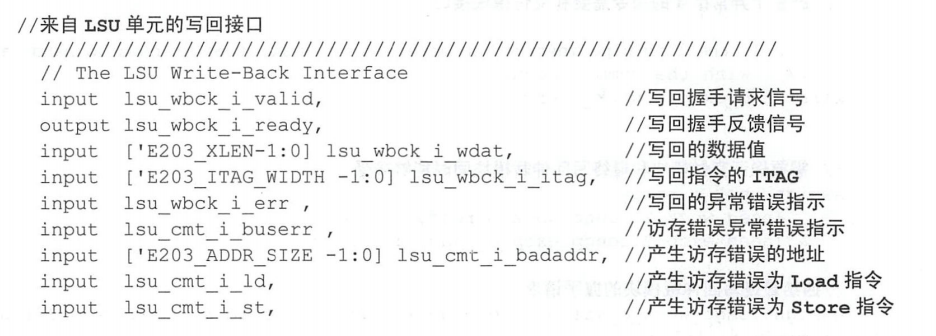 //来自 LSU 单元的写回接口
//////////////////////////////////////////////////////////////
// The LSU Write-Back Interface
input lsu_wbck_i_valid, //写回握手请求信号
output lsu_wbck_i_ready, //写回握手反馈信号
input ['E203_XLEN-1:0] lsu_wbck_i_wdat, //写回的数据值
input ['E203_ITAG_WIDTH -1:0] lsu_wbck_i_itag, //写回指令的 ITAG
input lsu_wbck_i_err , //写回的异常错误指示
input lsu_cmt_i_buserr , //访存错误异常错误指示
input ['E203_ADDR_SIZE -1:0] lsu_cmt_i_badaddr, //产生访存错误的地址
input lsu_cmt_i_ld, //产生访存错误为 Load 指令
input lsu_cmt_i_st, //产生访存错误为 Store 指令